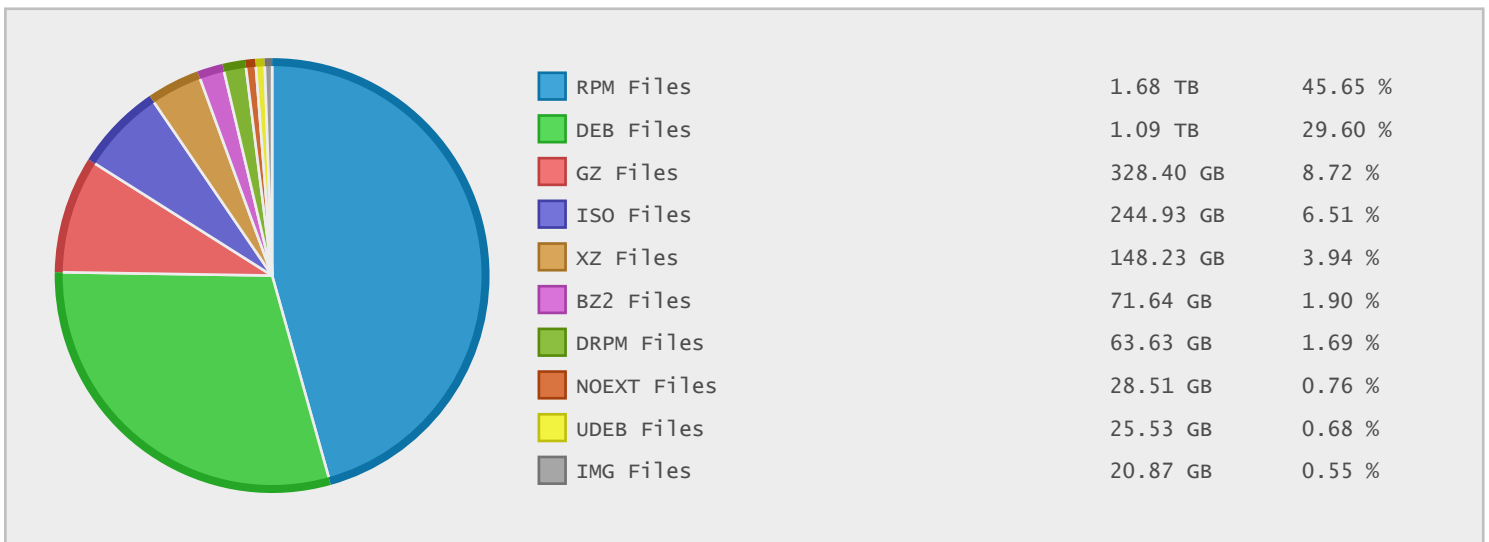 RPM Files 1.68 TB 45.65 %
DEB Files 1.09 TB 29.60 %
GZ Files 328.40 GB 8.72 %
ISO Files 244.93 GB 6.51 %
XZ Files 148.23 GB 3.94 %
BZ2 Files 71.64 GB 1.90 %
DRPM Files 63.63 GB 1.69 %
NOEXT Files 28.51 GB 0.76 %
UDEB Files 25.53 GB 0.68 %
IMG Files 20.87 GB 0.55 %